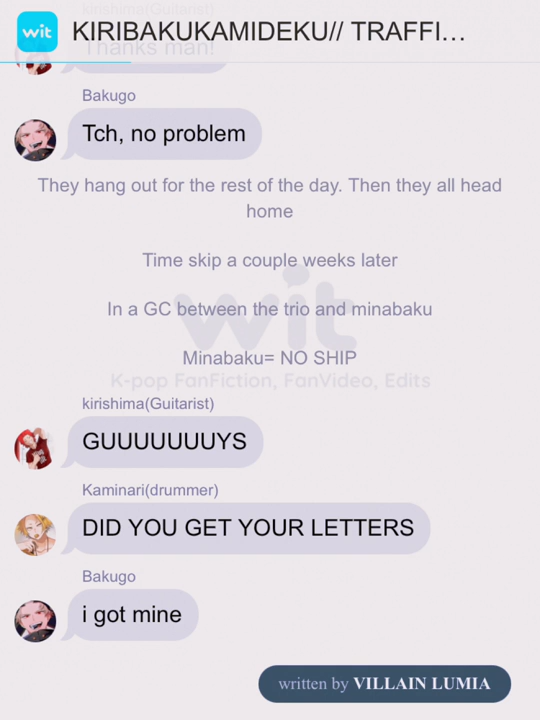 kirishima(Guitarist)
wit KIRIBAKUKAMIDEKU// TRAFFI...
Thanks man!
Bakugo
Tch, no problem
They hang out for the rest of the day. Then they all head
home
Time skip a couple weeks later
In a GC between the trio and minabaku
wit
Minabaku= NO SHIP
K-pop FanFiction, FanVideo, Edits
kirishima(Guitarist)
GUUUUUUUYS
Kaminari(drummer)
DID YOU GET YOUR LETTERS
Bakugo
i got mine
written by VILLAIN LUMIA